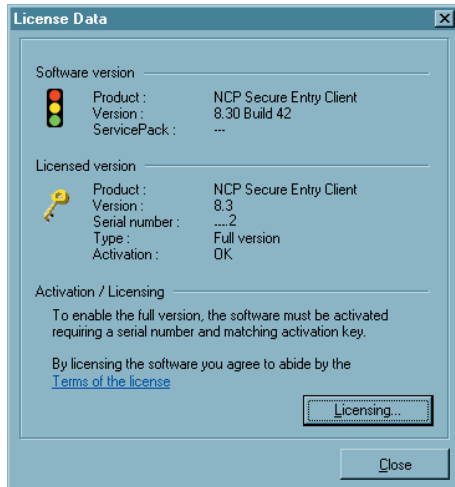 License Data
Software version
Product : NCP Secure Entry Client
Version : 8.30 Build 42
ServicePack : ---
Licensed version
Product : NCP Secure Entry Client
Version : 8.3
Serial number : ....2
Type : Full version
Activation : OK
Activation / Licensing
To enable the full version, the software must be activated
requiring a serial number and matching activation key.
By licensing the software you agree to abide by the
Terms of the license
Licensing...
Close